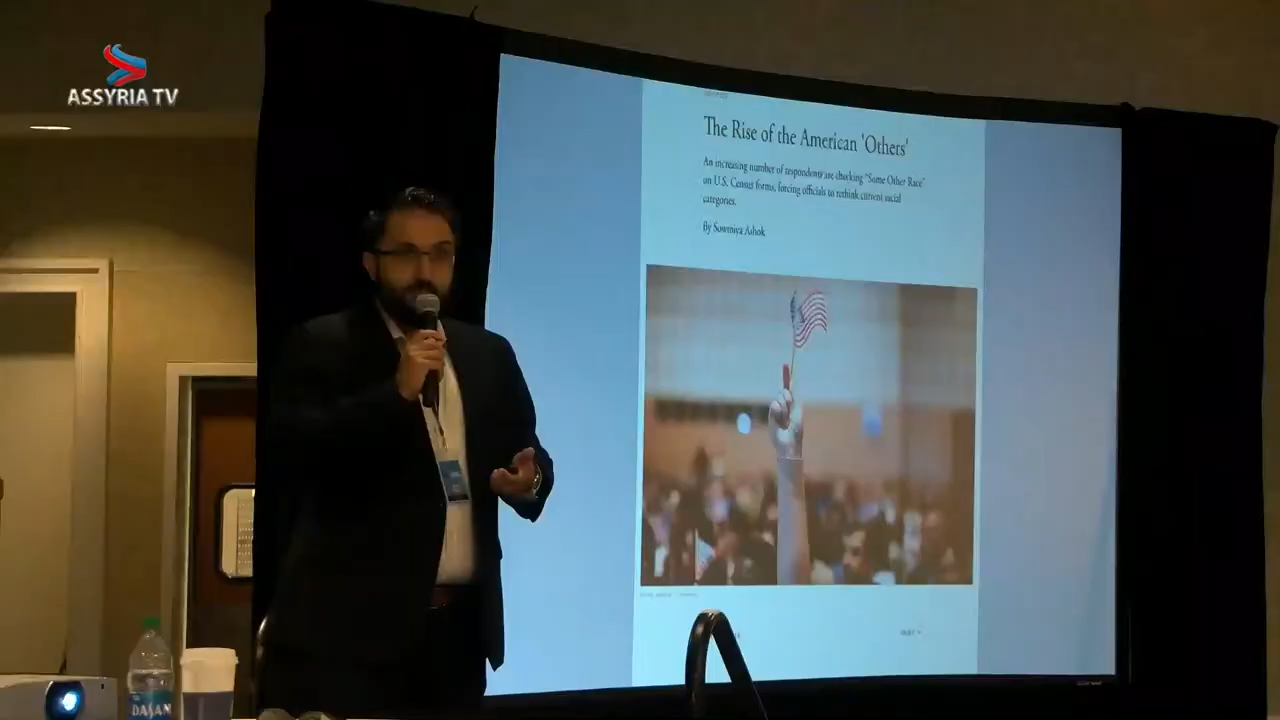 ASSYRIA TV
The Rise of the American 'Others'
An increasing number of respondents are checking "Some Other Race"
on U.S. Census forms, forcing officials to rethink current racial
categories.
By Sowmiya Ashok
DASANI